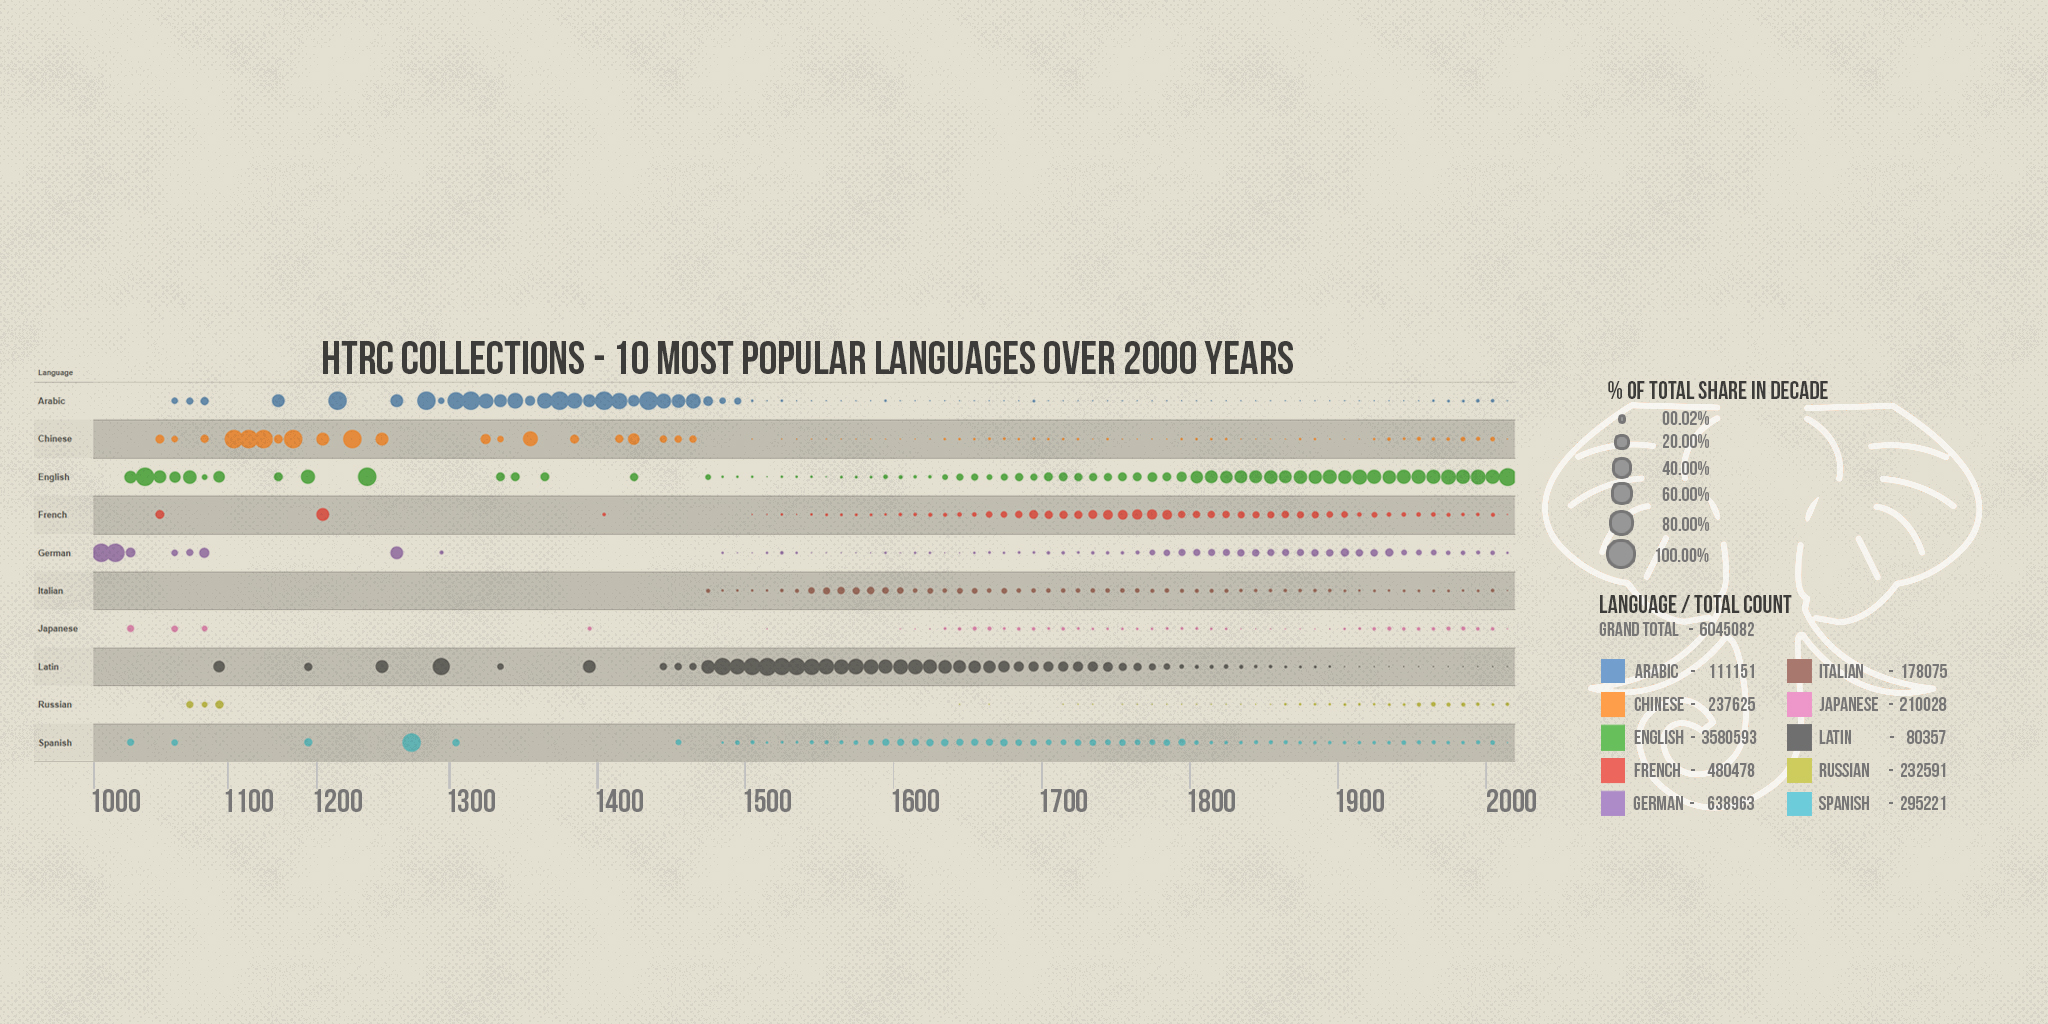 HTRC COLLECTIONS - 10 MOST POPULAR LANGUAGES OVER 2000 YEARS
Language
Arabic
Chinese
English
French
German
Italian
Japanese
Latin
Russian
Spanish
1000 1100 1200 1300 1400 1500 1600 1700 1800 1900 2000
% OF TOTAL SHARE IN DECADE
00.02%
20.00%
40.00%
60.00%
80.00%
100.00%
LANGUAGE / TOTAL COUNT
GRAND TOTAL - 6045082
ARABIC - 111151
CHINESE - 237625
ENGLISH - 3580593
FRENCH - 480478
GERMAN - 638963
ITALIAN - 178075
JAPANESE - 210028
LATIN - 80357
RUSSIAN - 232591
SPANISH - 295221